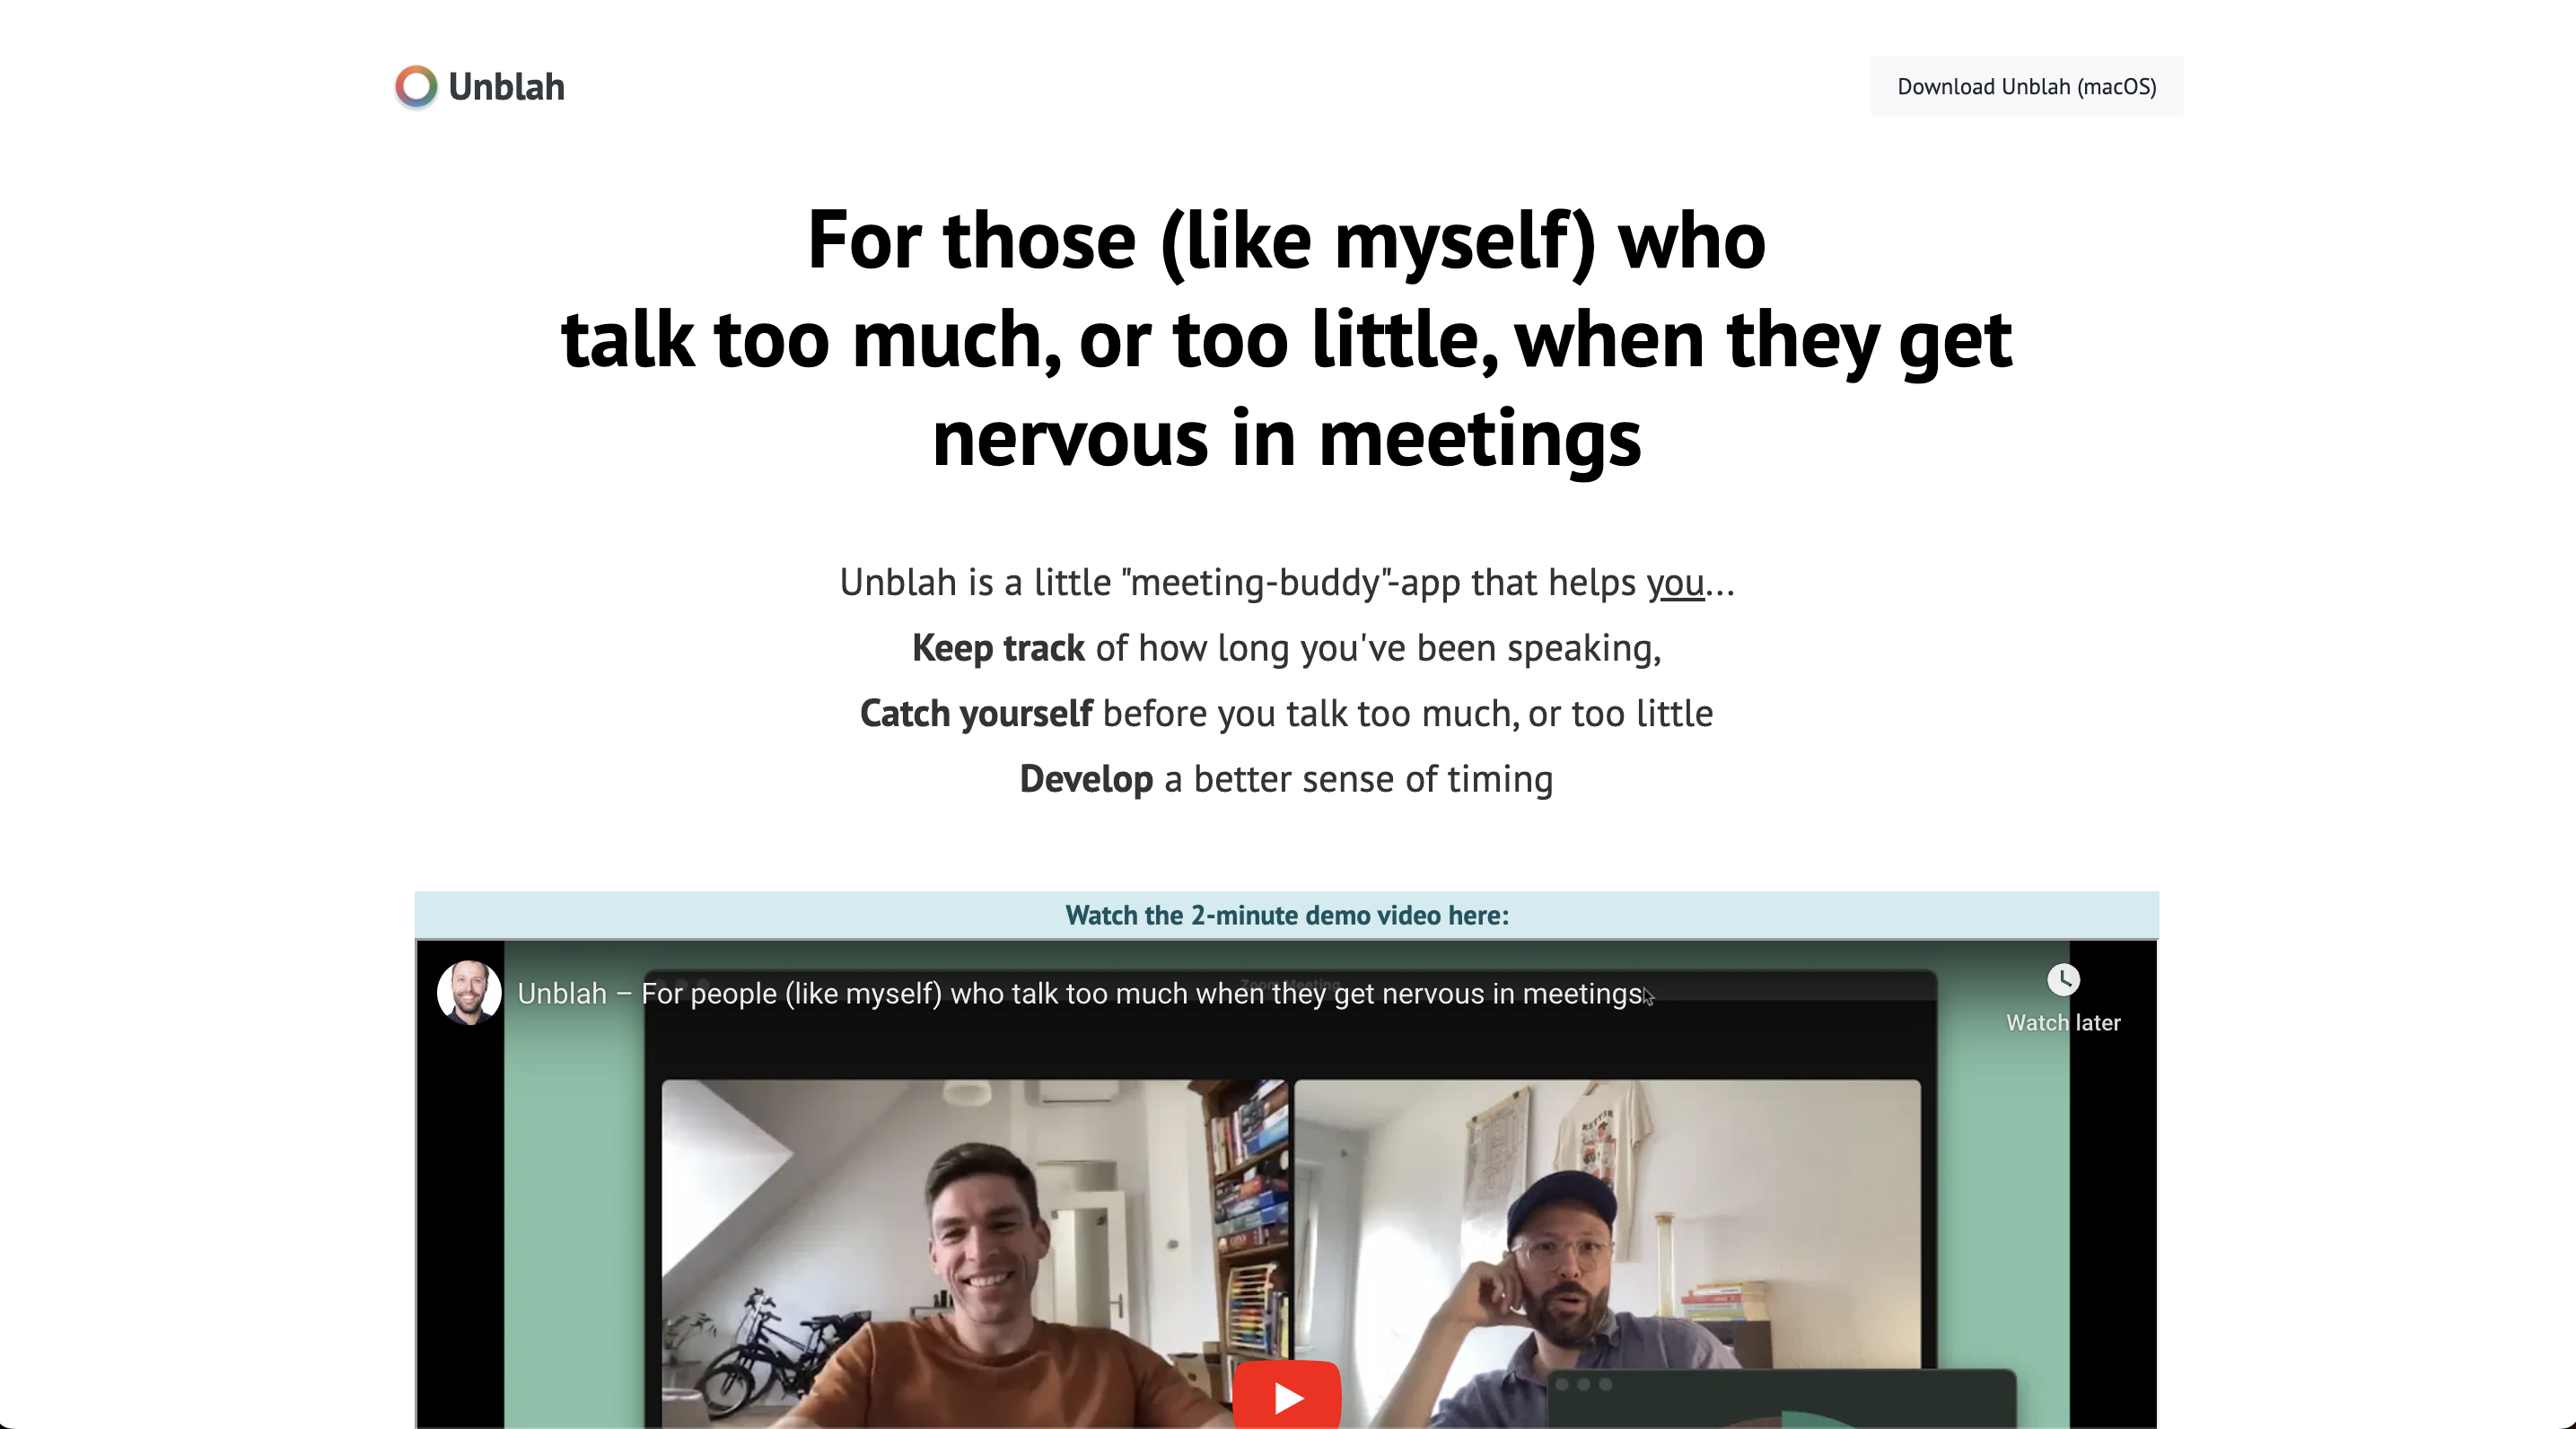 Unblah
Download Unblah (macOS)
For those (like myself) who
talk too much, or too little, when they get
nervous in meetings
Unblah is a little "meeting-buddy"-app that helps you...
Keep track of how long you've been speaking,
Catch yourself before you talk too much, or too little
Develop a better sense of timing
Watch the 2-minute demo video here:
Zoom Meeting
Unblah – For people (like myself) who talk too much when they get nervous in meetings
Watch later